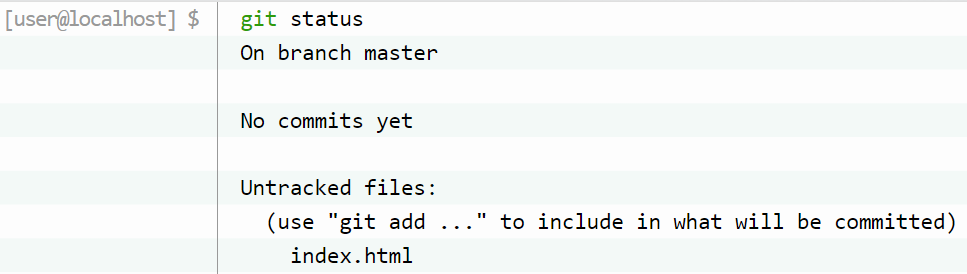 [user@localhost] $ git status
On branch master
No commits yet
Untracked files:
(use "git add ..." to include in what will be committed)
index.html